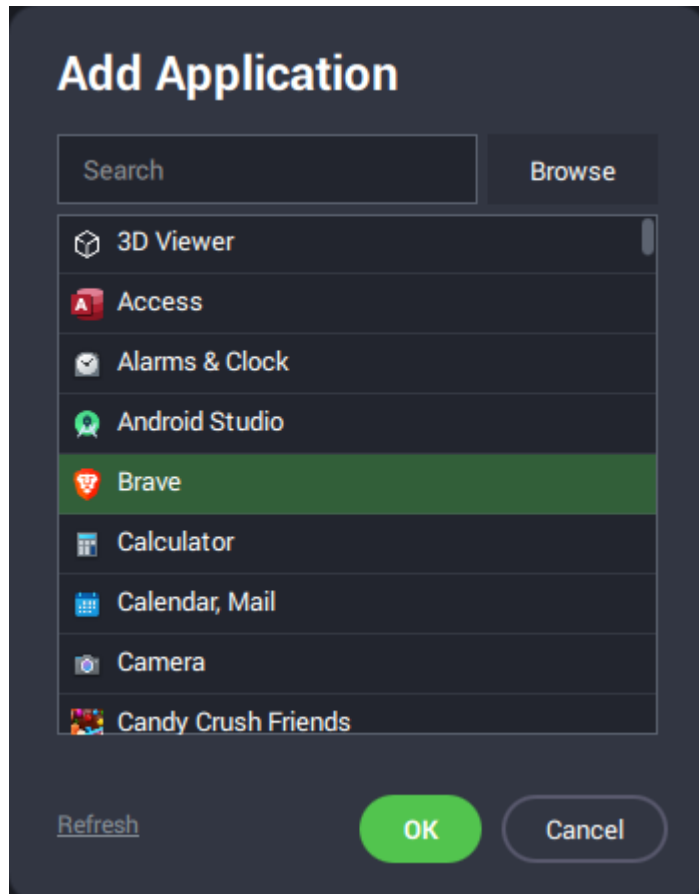 Add Application
Search
Browse
3D Viewer
Access
Alarms & Clock
Android Studio
Brave
Calculator
Calendar, Mail
Camera
Candy Crush Friends
Refresh
OK
Cancel